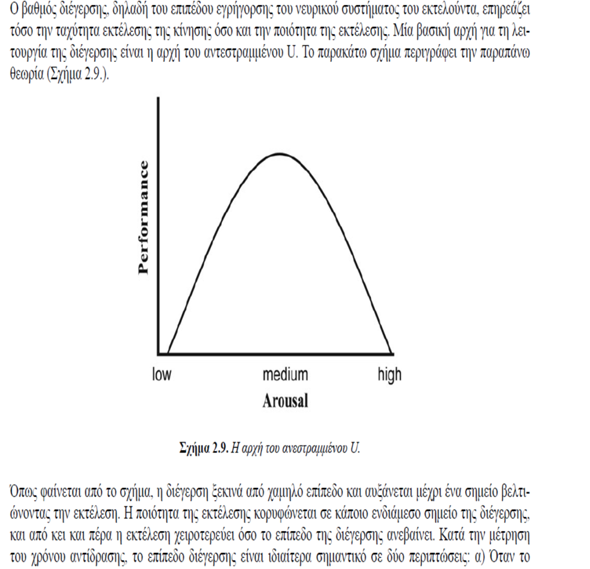 Ο βαθμός διέγερσης, δηλαδή του επιπέδου εγρήγορσης του νευρικού συστήματος του εκτελούντα, επηρεάζει
τόσο την ταχύτητα εκτέλεσης της κίνησης όσο και την ποιότητα της εκτέλεσης. Μία βασική αρχή για τη λει-
τουργία της διέγερσης είναι η αρχή του αντεστραμμένου U. Το παρακάτω σχήμα περιγράφει την παραπάνω
θεωρία (Σχήμα 2.9.).
Performance
low medium high
Arousal
Σχήμα 2.9. Η αρχή του ανεστραμμένου U.
Όπως φαίνεται από το σχήμα, η διέγερση ξεκινά από χαμηλό επίπεδο και αυξάνεται μέχρι ένα σημείο βελτι-
ώνοντας την εκτέλεση. Η ποιότητα της εκτέλεσης κορυφώνεται σε κάποιο ενδιάμεσο σημείο της διέγερσης,
και από κει και πέρα η εκτέλεση χειροτερεύει όσο το επίπεδο της διέγερσης ανεβαίνει. Κατά την μέτρηση
του χρόνου αντίδρασης, το επίπεδο διέγερσης είναι ιδιαίτερα σημαντικό σε δύο περιπτώσεις: α) Όταν το